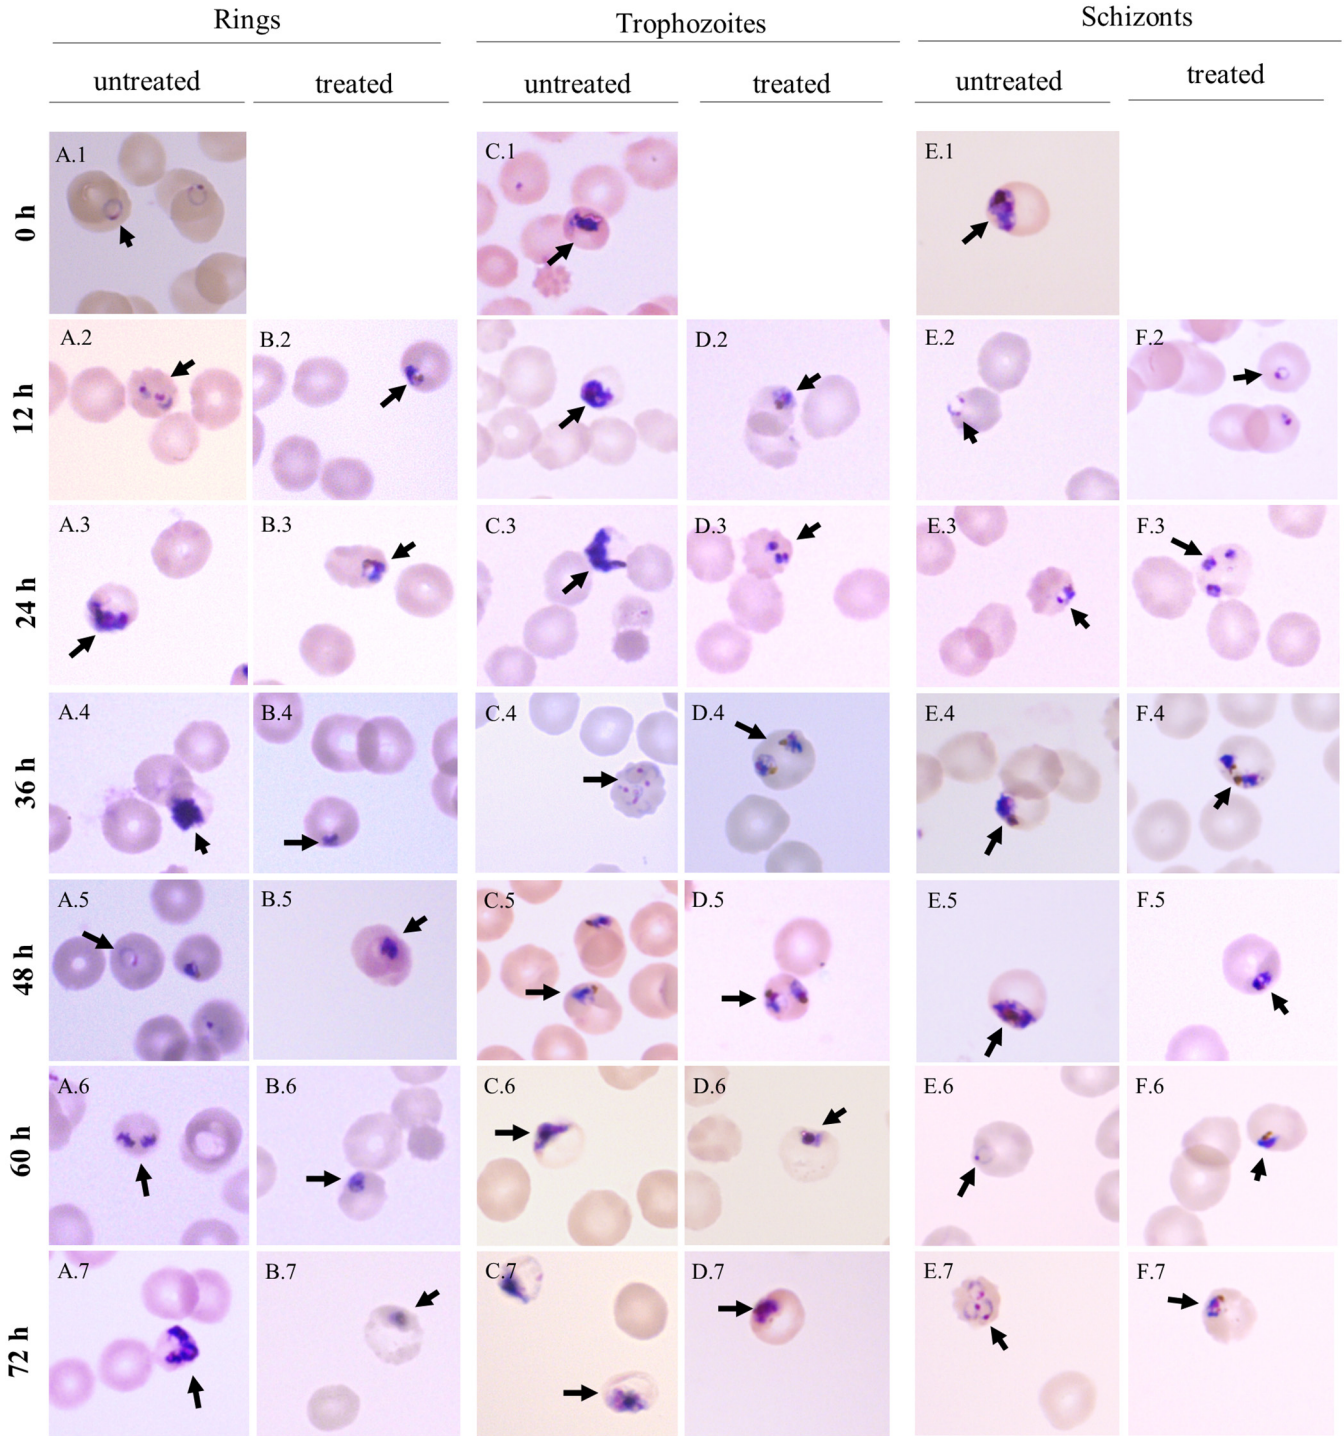 Rings Trophozoites Schizonts
untreated treated untreated treated untreated treated
0 h
A.1 C.1 E.1
12 h
A.2 B.2 C.2 D.2 E.2 F.2
24 h
A.3 B.3 C.3 D.3 E.3 F.3
36 h
A.4 B.4 C.4 D.4 E.4 F.4
48 h
A.5 B.5 C.5 D.5 E.5 F.5
60 h
A.6 B.6 C.6 D.6 E.6 F.6
72 h
A.7 B.7 C.7 D.7 E.7 F.7